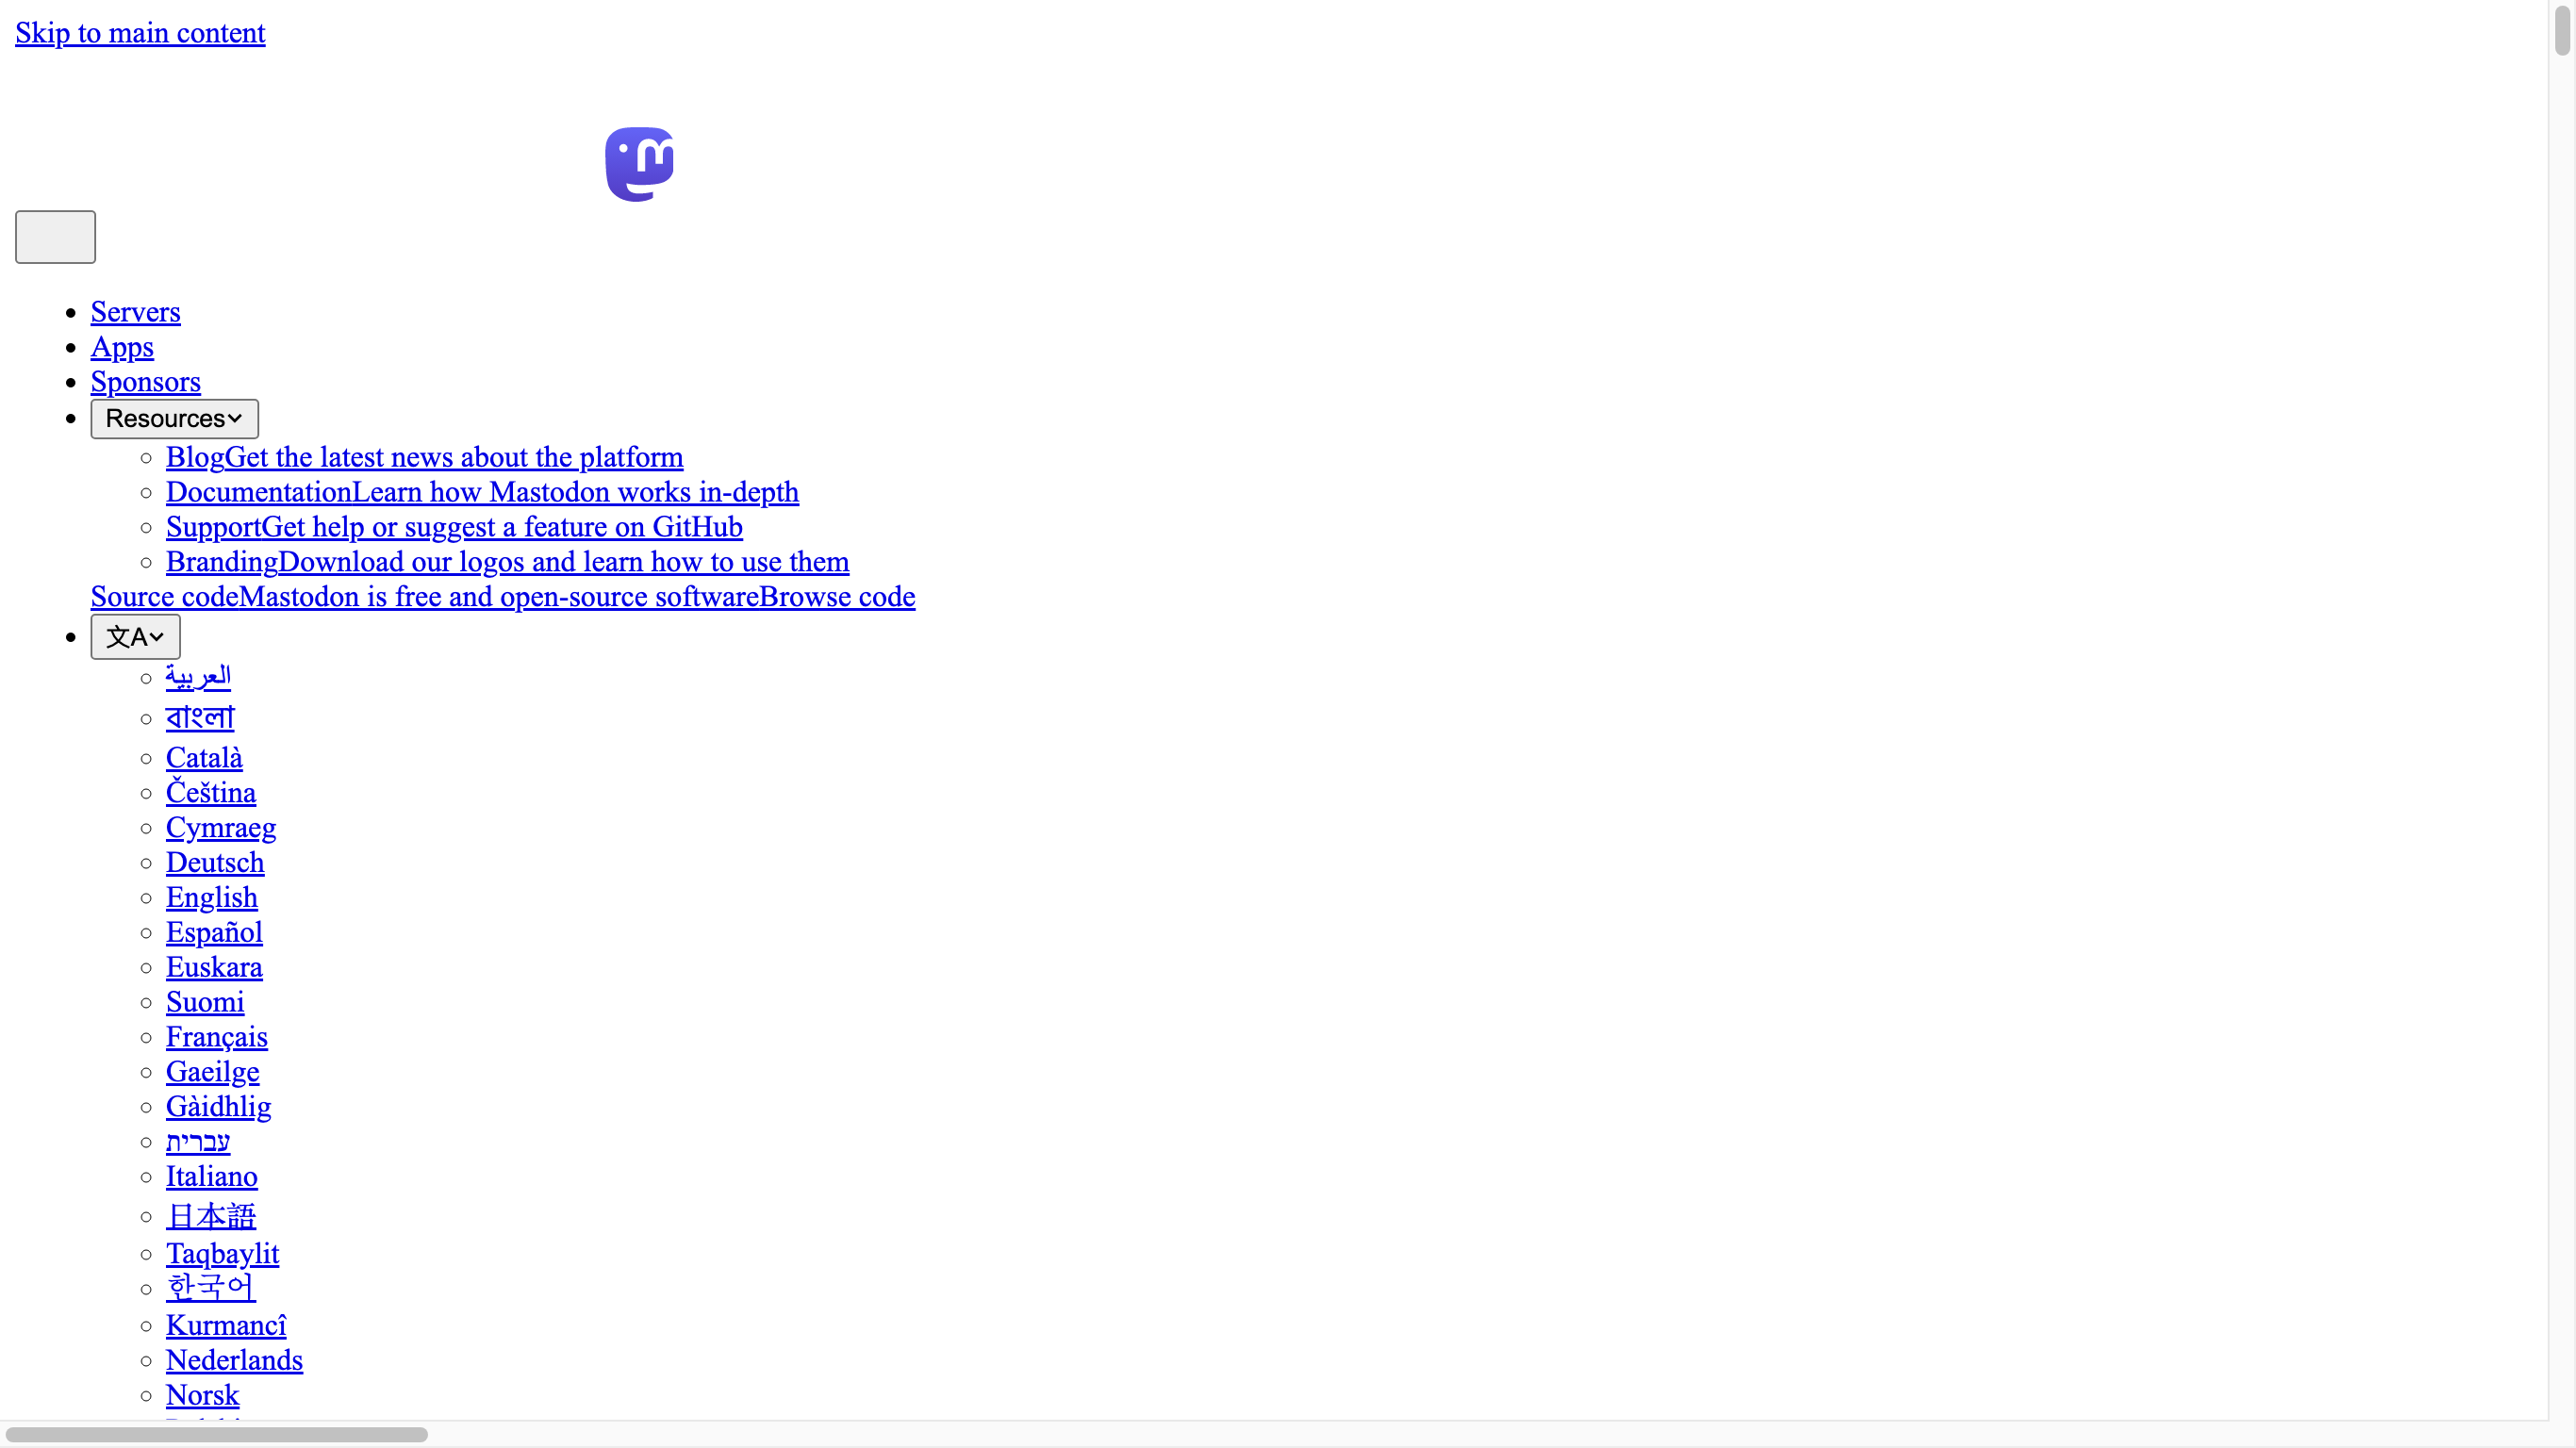 Skip to main content
Servers
Apps
Sponsors
Resources
BlogGet the latest news about the platform
DocumentationLearn how Mastodon works in-depth
SupportGet help or suggest a feature on GitHub
BrandingDownload our logos and learn how to use them
Source codeMastodon is free and open-source softwareBrowse code
文A
العربية
বাংলা
Català
Čeština
Cymraeg
Deutsch
English
Español
Euskara
Suomi
Français
Gaeilge
Gàidhlig
עברית
Italiano
日本語
Taqbaylit
한국어
Kurmancî
Nederlands
Norsk